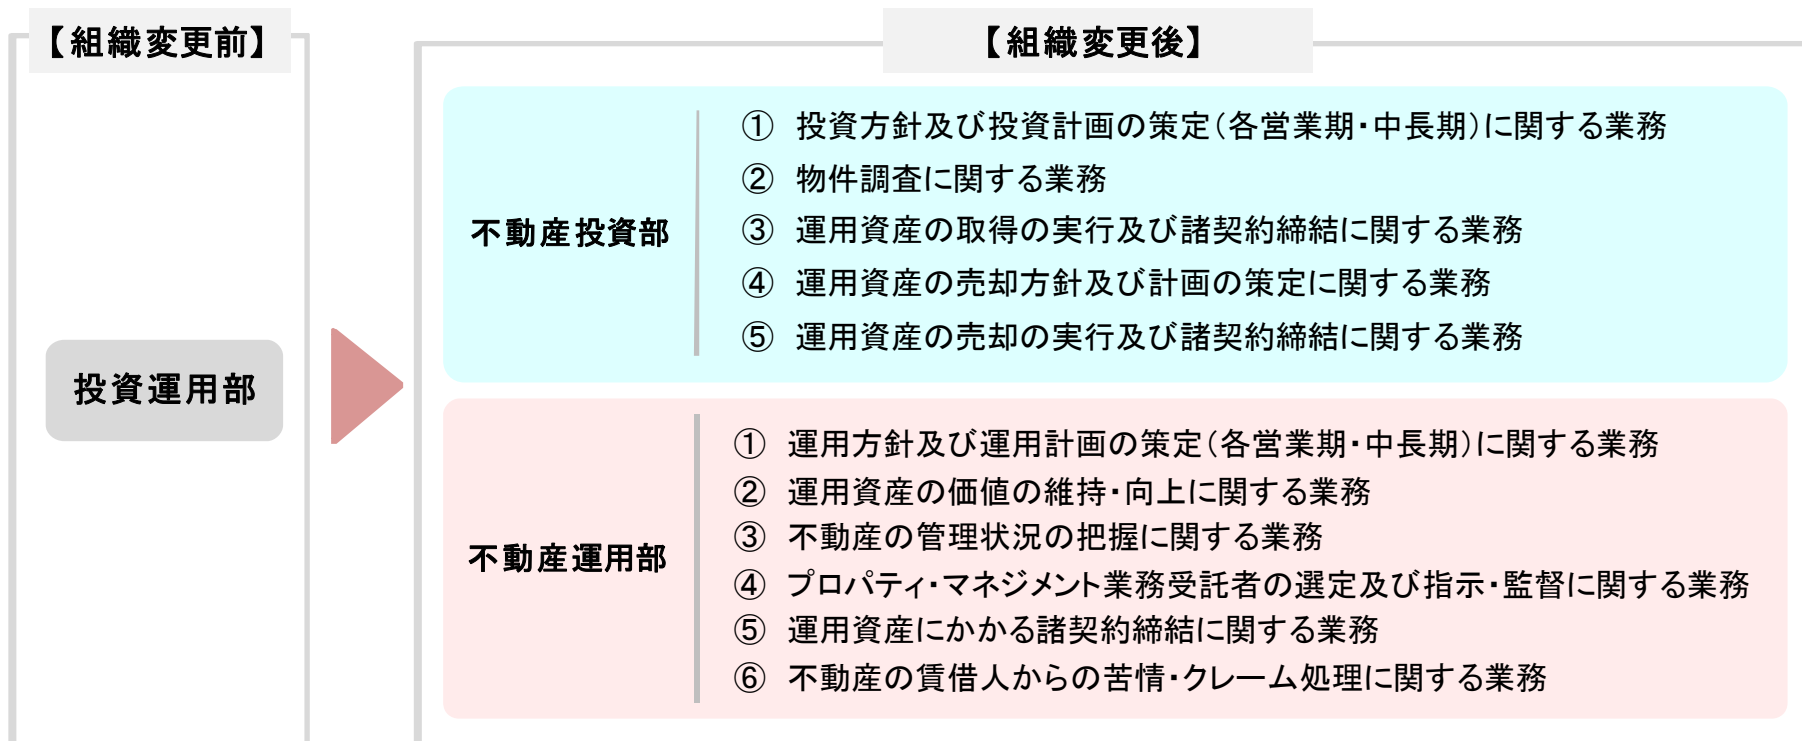 【組織変更前】
投資運用部
【組織変更後】
不動産投資部
① 投資方針及び投資計画の策定(各営業期・中長期)に関する業務
② 物件調査に関する業務
③ 運用資産の取得の実行及び諸契約締結に関する業務
④ 運用資産の売却方針及び計画の策定に関する業務
⑤ 運用資産の売却の実行及び諸契約締結に関する業務
不動産運用部
① 運用方針及び運用計画の策定(各営業期・中長期)に関する業務
② 運用資産の価値の維持・向上に関する業務
③ 不動産の管理状況の把握に関する業務
④ プロパティ・マネジメント業務受託者の選定及び指示・監督に関する業務
⑤ 運用資産にかかる諸契約締結に関する業務
⑥ 不動産の賃借人からの苦情・クレーム処理に関する業務